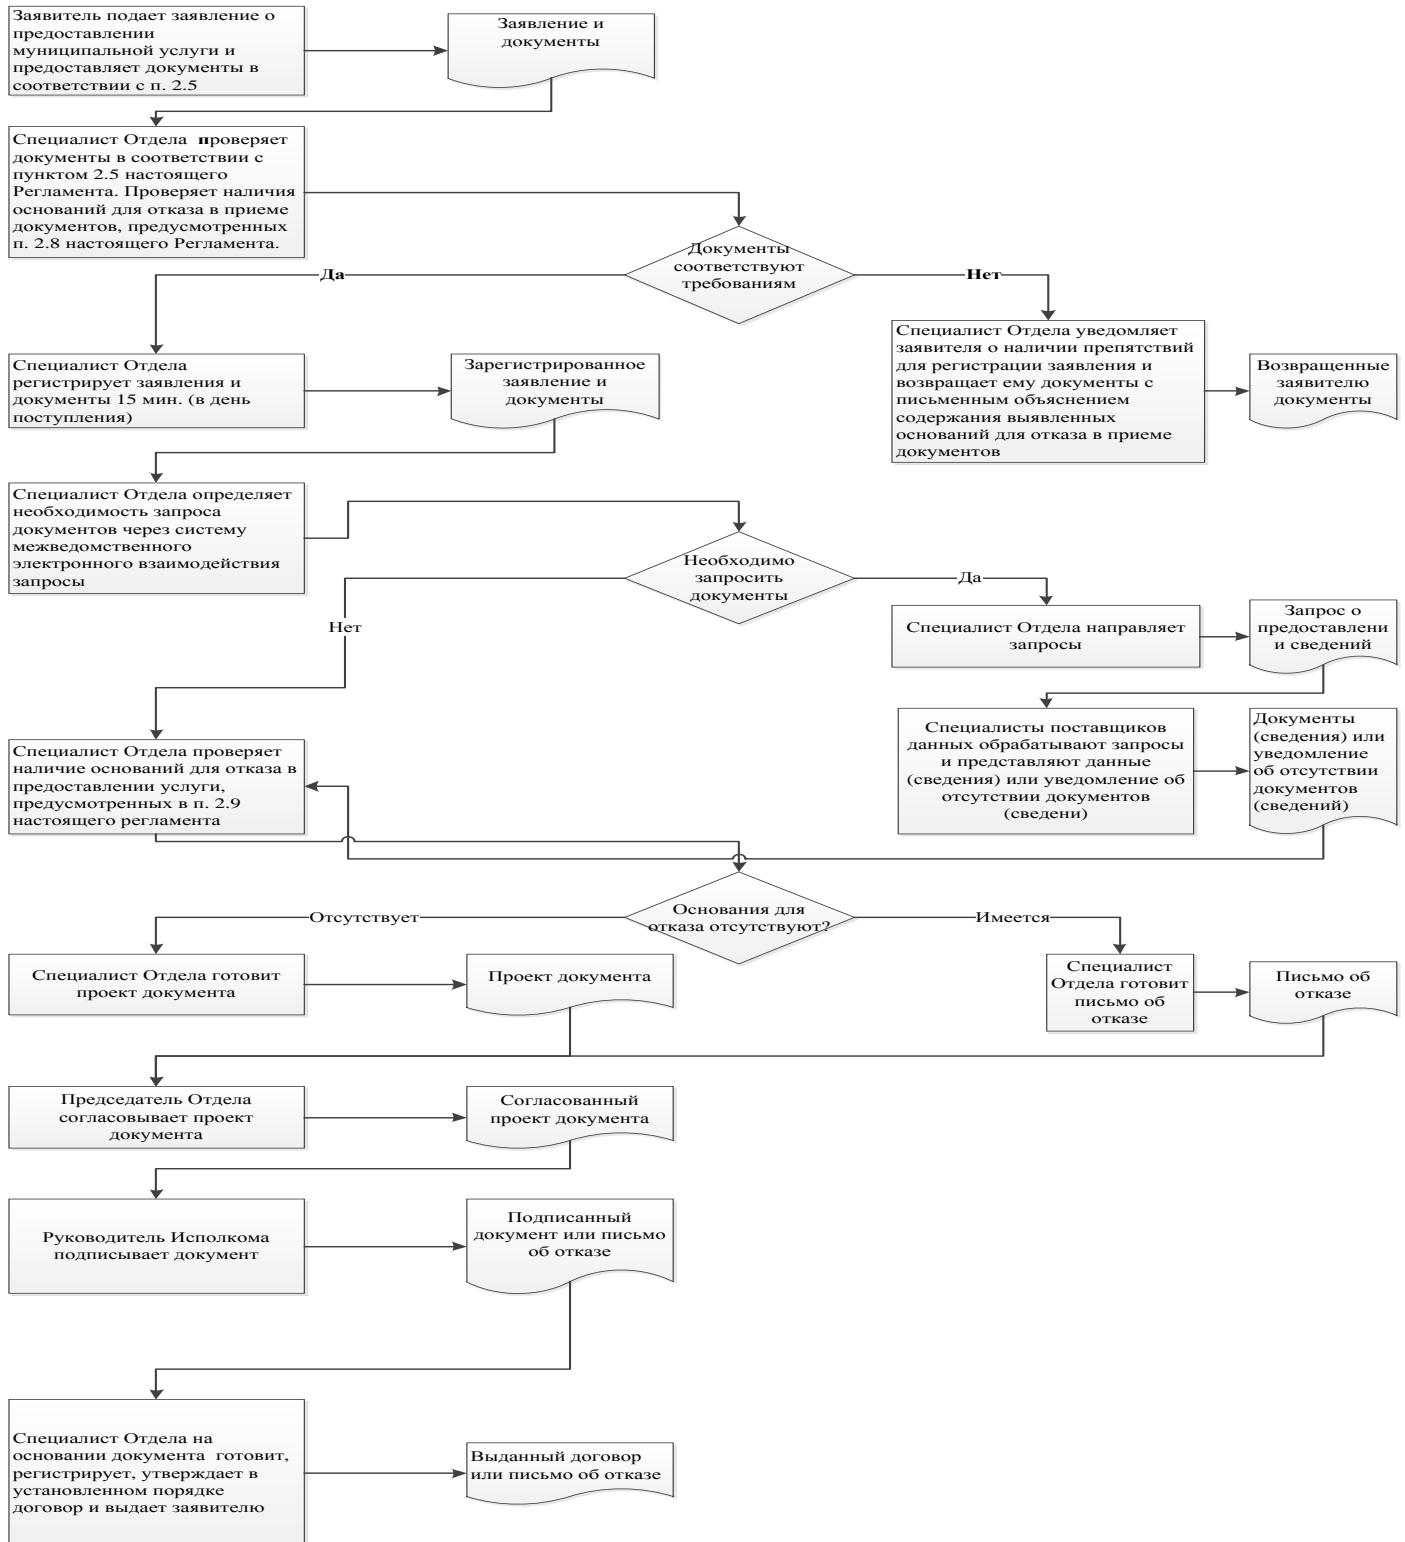 Заявитель подает заявление о
предоставлении
муниципальной услуги и
предоставляет документы в
соответствии с п. 2.5
Заявление и
документы
Специалист Отдела проверяет
документы в соответствии с
пунктом 2.5 настоящего
Регламента. Проверяет наличия
оснований для отказа в приеме
документов, предусмотренных
п. 2.8 настоящего Регламента.
Документы
соответствуют
требованиям
Да
Нет
Специалист Отдела
регистрирует заявления и
документы 15 мин. (в день
поступления)
Зарегистрированное
заявление и
документы
Специалист Отдела уведомляет
заявителя о наличии препятствий
для регистрации заявления и
возвращает ему документы с
письменным объяснением
содержания выявленных
оснований для отказа в приеме
документов
Возвращенные
заявителю
документы
Специалист Отдела определяет
необходимость запроса
документов через систему
межведомственного
электронного взаимодействия
запросы
Необходимо
запросить
документы
Да
Нет
Специалист Отдела направляет
запросы
Запрос о
предоставлени
и сведений
Специалист Отдела проверяет
наличие оснований для отказа в
предоставлении услуги,
предусмотренных в п. 2.9
настоящего регламента
Специалисты поставщиков
данных обрабатывают запросы
и представляют данные
(сведения) или уведомление об
отсутствии документов
(сведени)
Документы
(сведения) или
уведомление
об отсутствии
документов
(сведений)
Основания для
отказа отсутствуют?
Отсутствует
Имеется
Специалист Отдела готовит
проект документа
Проект документа
Специалист
Отдела готовит
письмо об
отказе
Письмо об
отказе
Председатель Отдела
согласовывает проект
документа
Согласованный
проект документа
Руководитель Исполкома
подписывает документ
Подписанный
документ или письмо
об отказе
Специалист Отдела на
основании документа готовит,
регистрирует, утверждает в
установленном порядке
договор и выдает заявителю
Выданный договор
или письмо об отказе